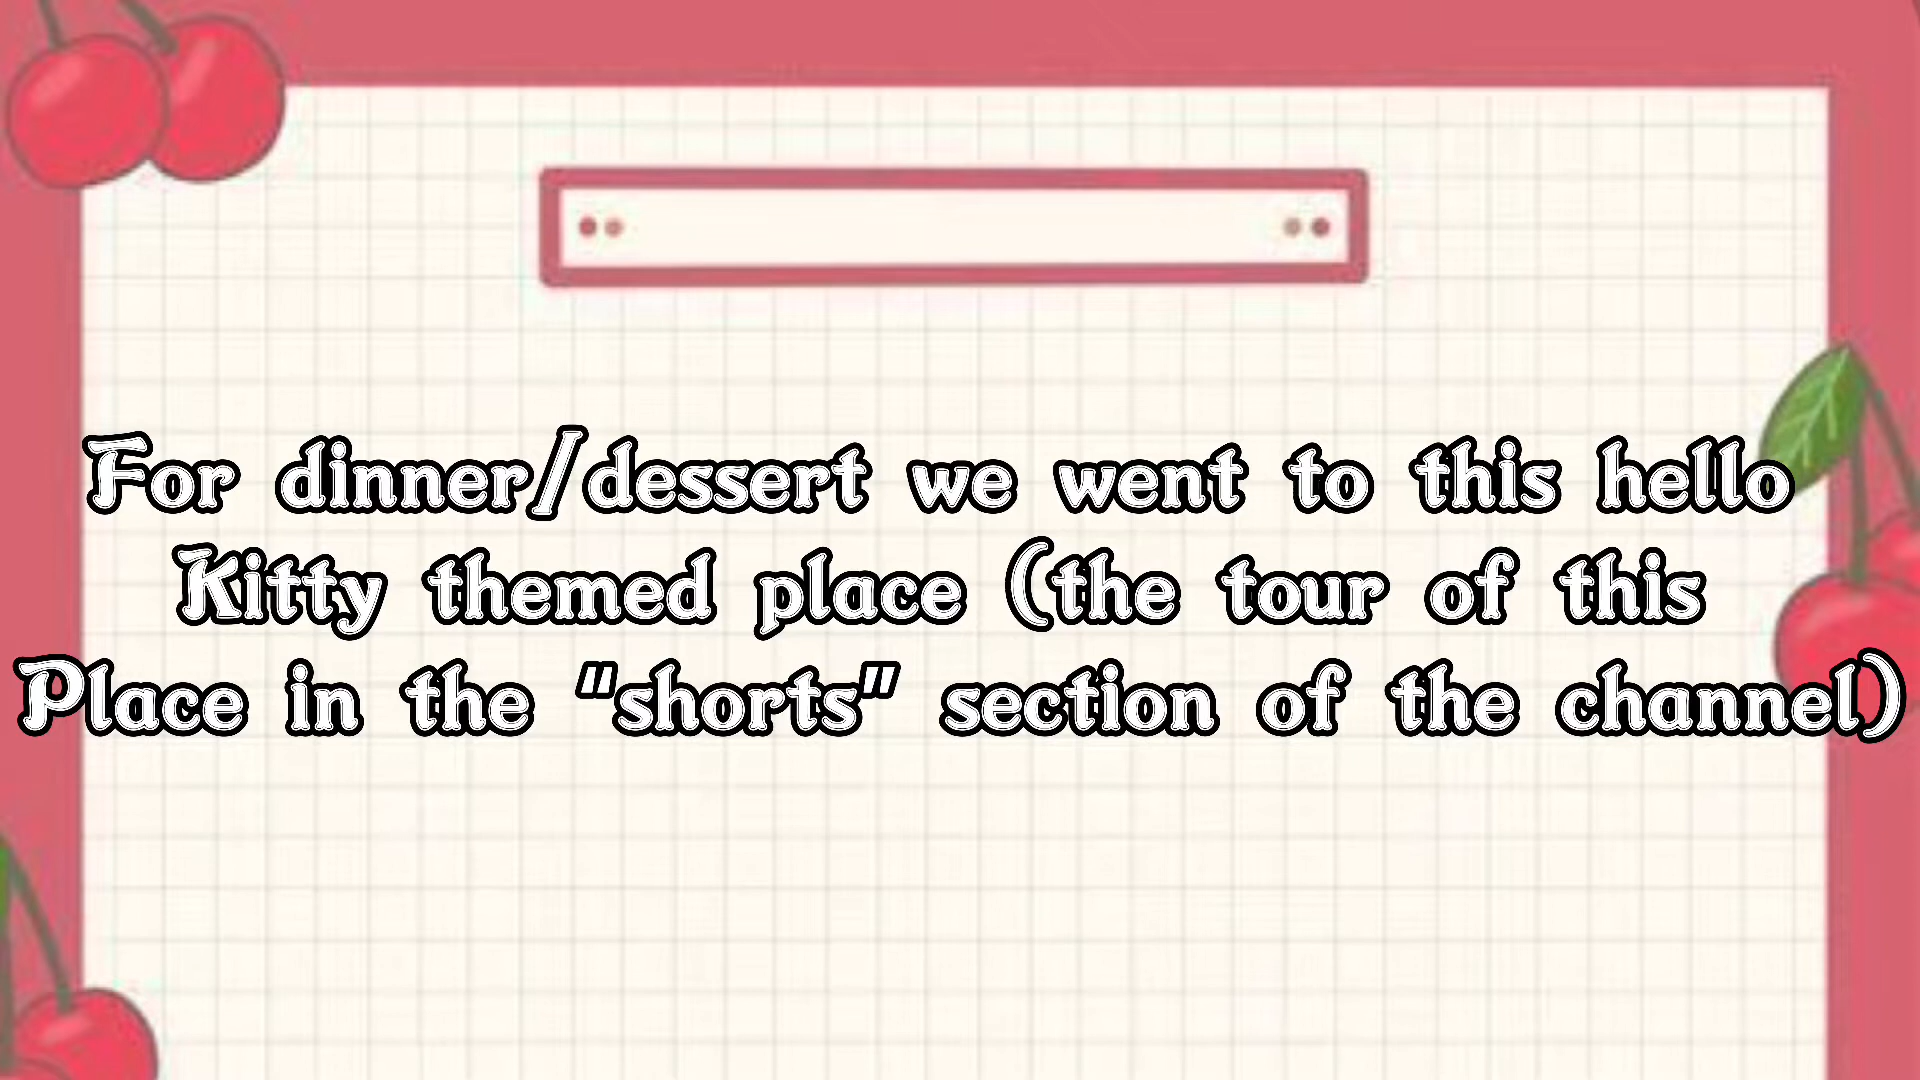 For dinner/dessert we went to this hello
Kitty themed place (the tour of this
Place in the "shorts" section of the channel)